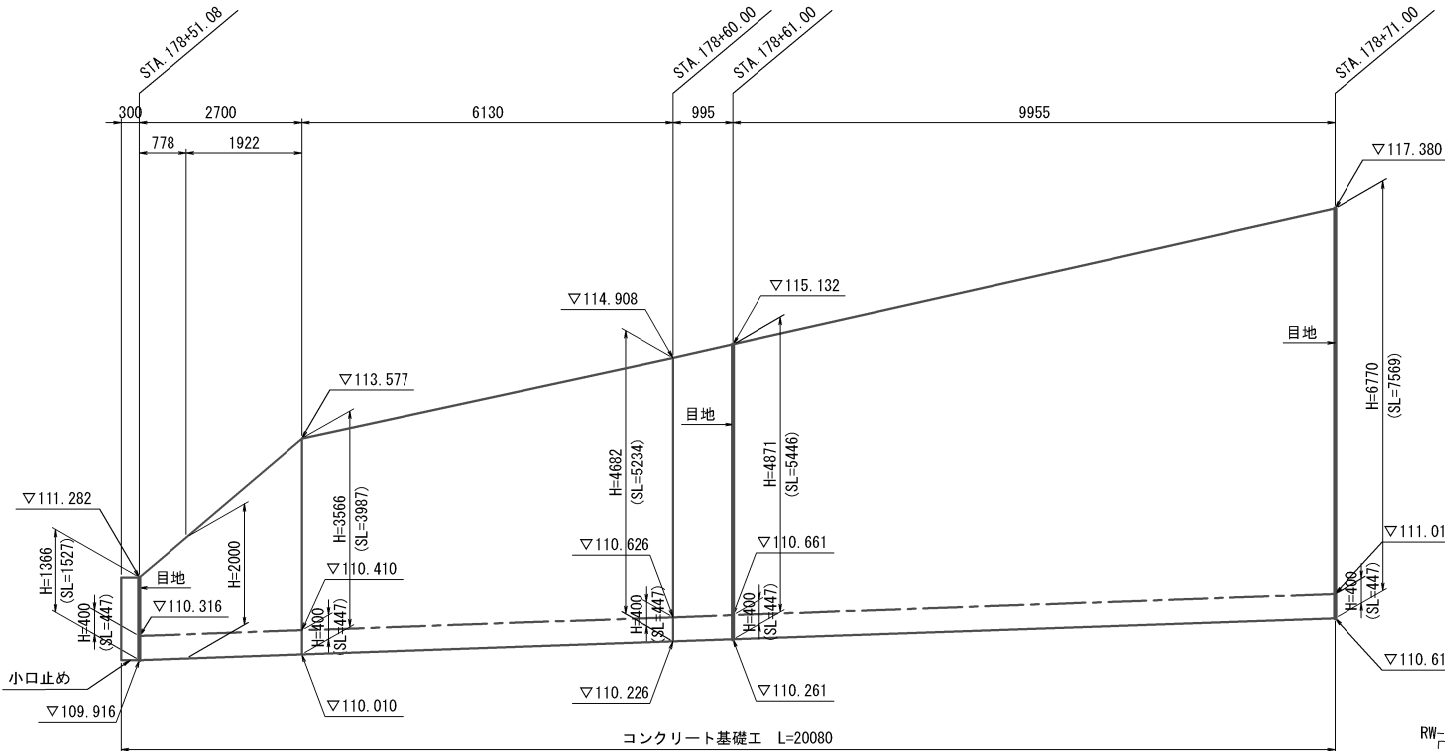 STA.178+51.08
STA.178+60.00
STA.178+61.00
STA.178+71.00
300
2700
6130
995
9955
778
1922
▽117.380
▽115.132
▽114.908
▽113.577
▽111.282
目地
目地
目地
H=6770
(SL=7569)
H=4871
(SL=5446)
H=4682
(SL=5234)
H=3566
(SL=3987)
H=2000
H=1366
(SL=1527)
▽110.316
▽110.410
▽110.626
▽110.661
▽111.01
H=400
(SL=447)
H=400
(SL=447)
H=400
(SL=447)
H=400
(SL=447)
H=400
(SL=447)
小口止め
▽109.916
▽110.010
▽110.226
▽110.261
▽110.61
コンクリート基礎工 L=20080
RW-